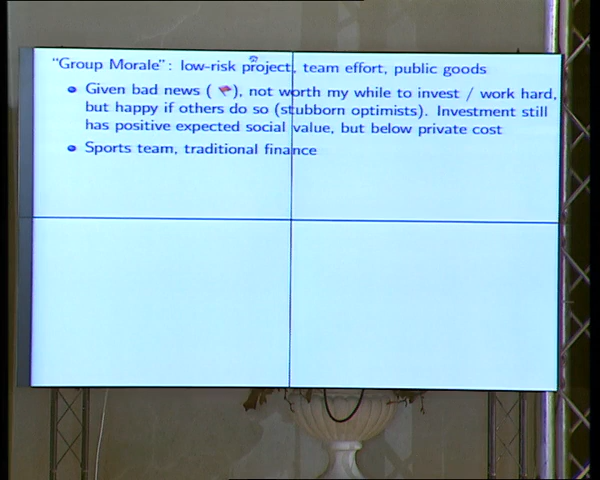 "Group Morale": low-risk project, team effort, public goods
Given bad news ( ), not worth my while to invest / work hard,
but happy if others do so (stubborn optimists). Investment still
has positive expected social value, but below private cost
Sports team, traditional finance